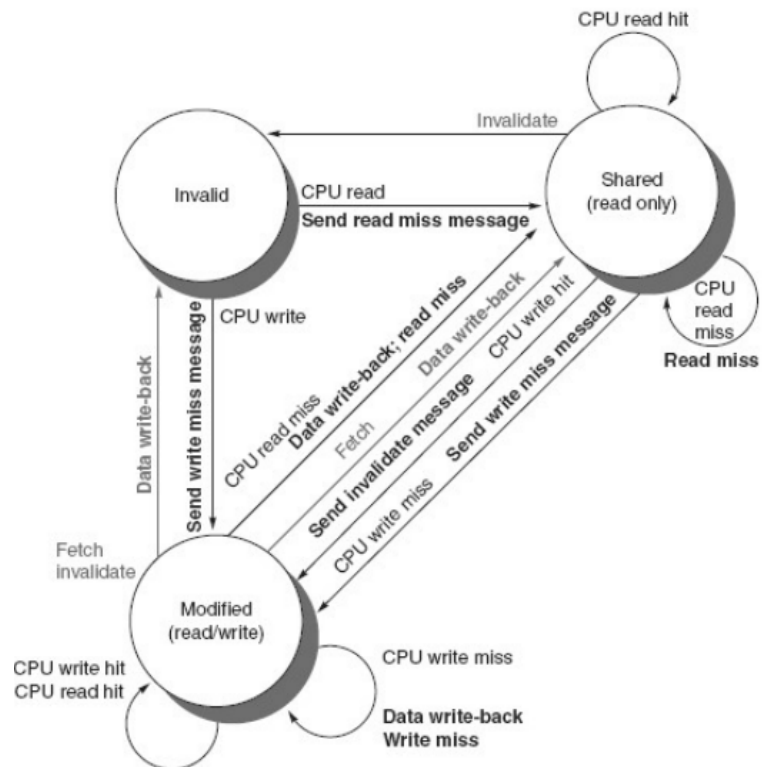 CPU read hit
Invalidate
Invalid
Shared
(read only)
CPU read
Send read miss message
CPU write
Send write miss message
Data write-back
CPU read miss
Data write-back; read miss
Fetch
Data write-back
CPU write hit
Send invalidate message
CPU write miss
Send write miss message
CPU
read
miss
Read miss
Fetch
invalidate
Modified
(read/write)
CPU write hit
CPU read hit
CPU write miss
Data write-back
Write miss